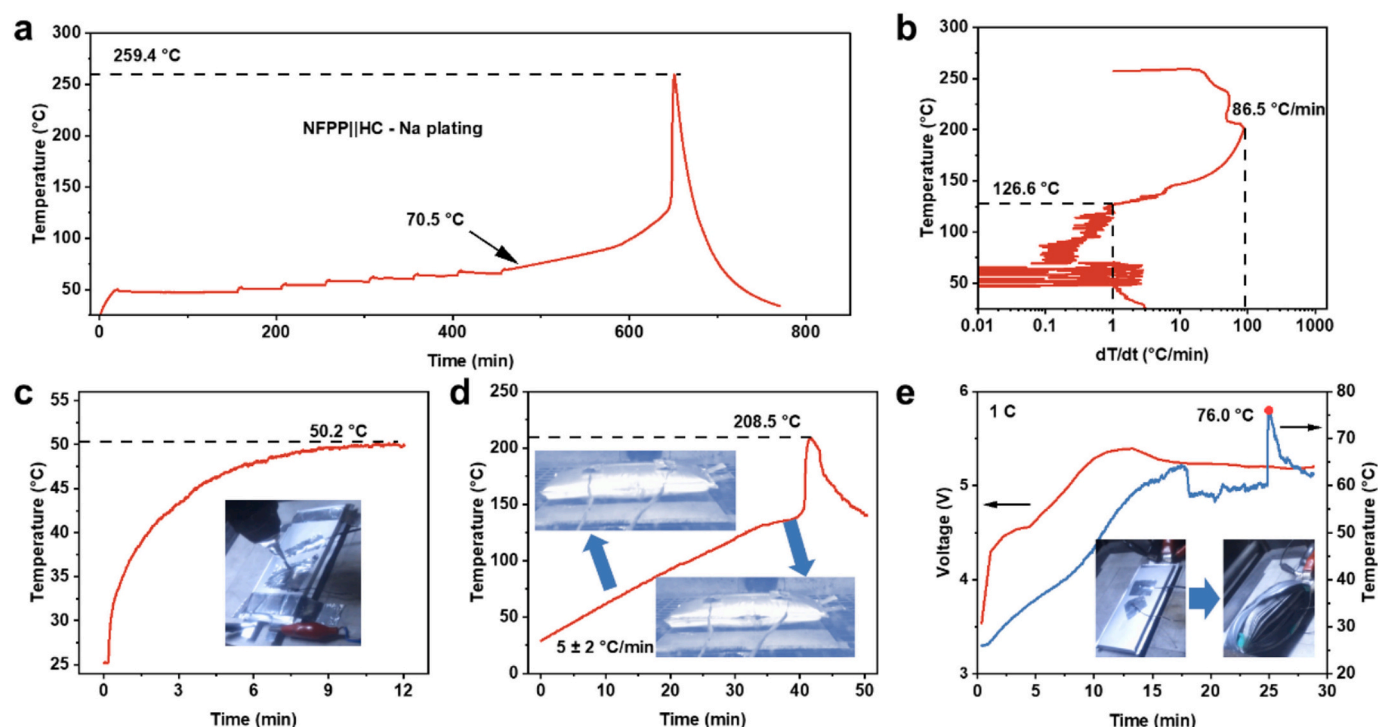 a
300
250
200
150
100
50
Temperature (°C)
259.4 °C
NFPP||HC - Na plating
70.5 °C
0
200
400
600
800
Time (min)
b
300
250
200
150
100
50
Temperature (°C)
86.5 °C/min
126.6 °C
0.01
0.1
1
10
100
1000
dT/dt (°C/min)
c
55
50
45
40
35
30
25
Temperature (°C)
50.2 °C
0
3
6
9
12
Time (min)
d
250
200
150
100
50
0
Temperature (°C)
208.5 °C
5 ± 2 °C/min
0
10
20
30
40
50
Time (min)
e
6
5
4
3
Voltage (V)
1 C
76.0 °C
80
70
60
50
40
30
20
Temperature (°C)
0
5
10
15
20
25
30
Time (min)